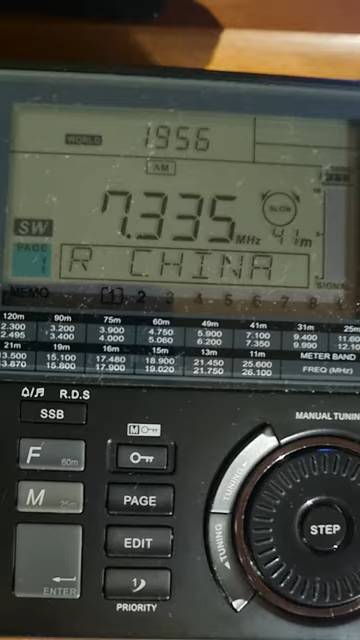 WORLD 1956
AM
SW 7.335 MHz SLOW 41m
PAGE 1
R CHINA
SIGNAL
MEMO 1 2 3 4 5 6 7 8
120m 90m 75m 60m 49m 41m 31m 25m
2.300 3.200 3.900 4.750 5.900 7.100 9.400
2.495 3.400 4.000 5.060 6.200 7.350 9.990
21m 19m 16m 15m 13m 11m METER BAND
15.100 17.480 18.900 21.450 25.600
15.800 17.900 19.020 21.750 26.100 FREQ (MHz)
R.D.S
SSB
MANUAL TUNING
F 60m
M 25m
PAGE
EDIT
ENTER
PRIORITY
TUNING
TUNING
STEP